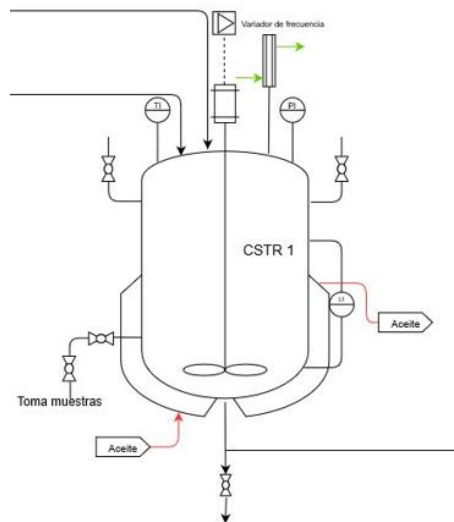 Variador de frecuencia
TI
PI
CSTR 1
LI
Aceite
Toma muestras
Aceite